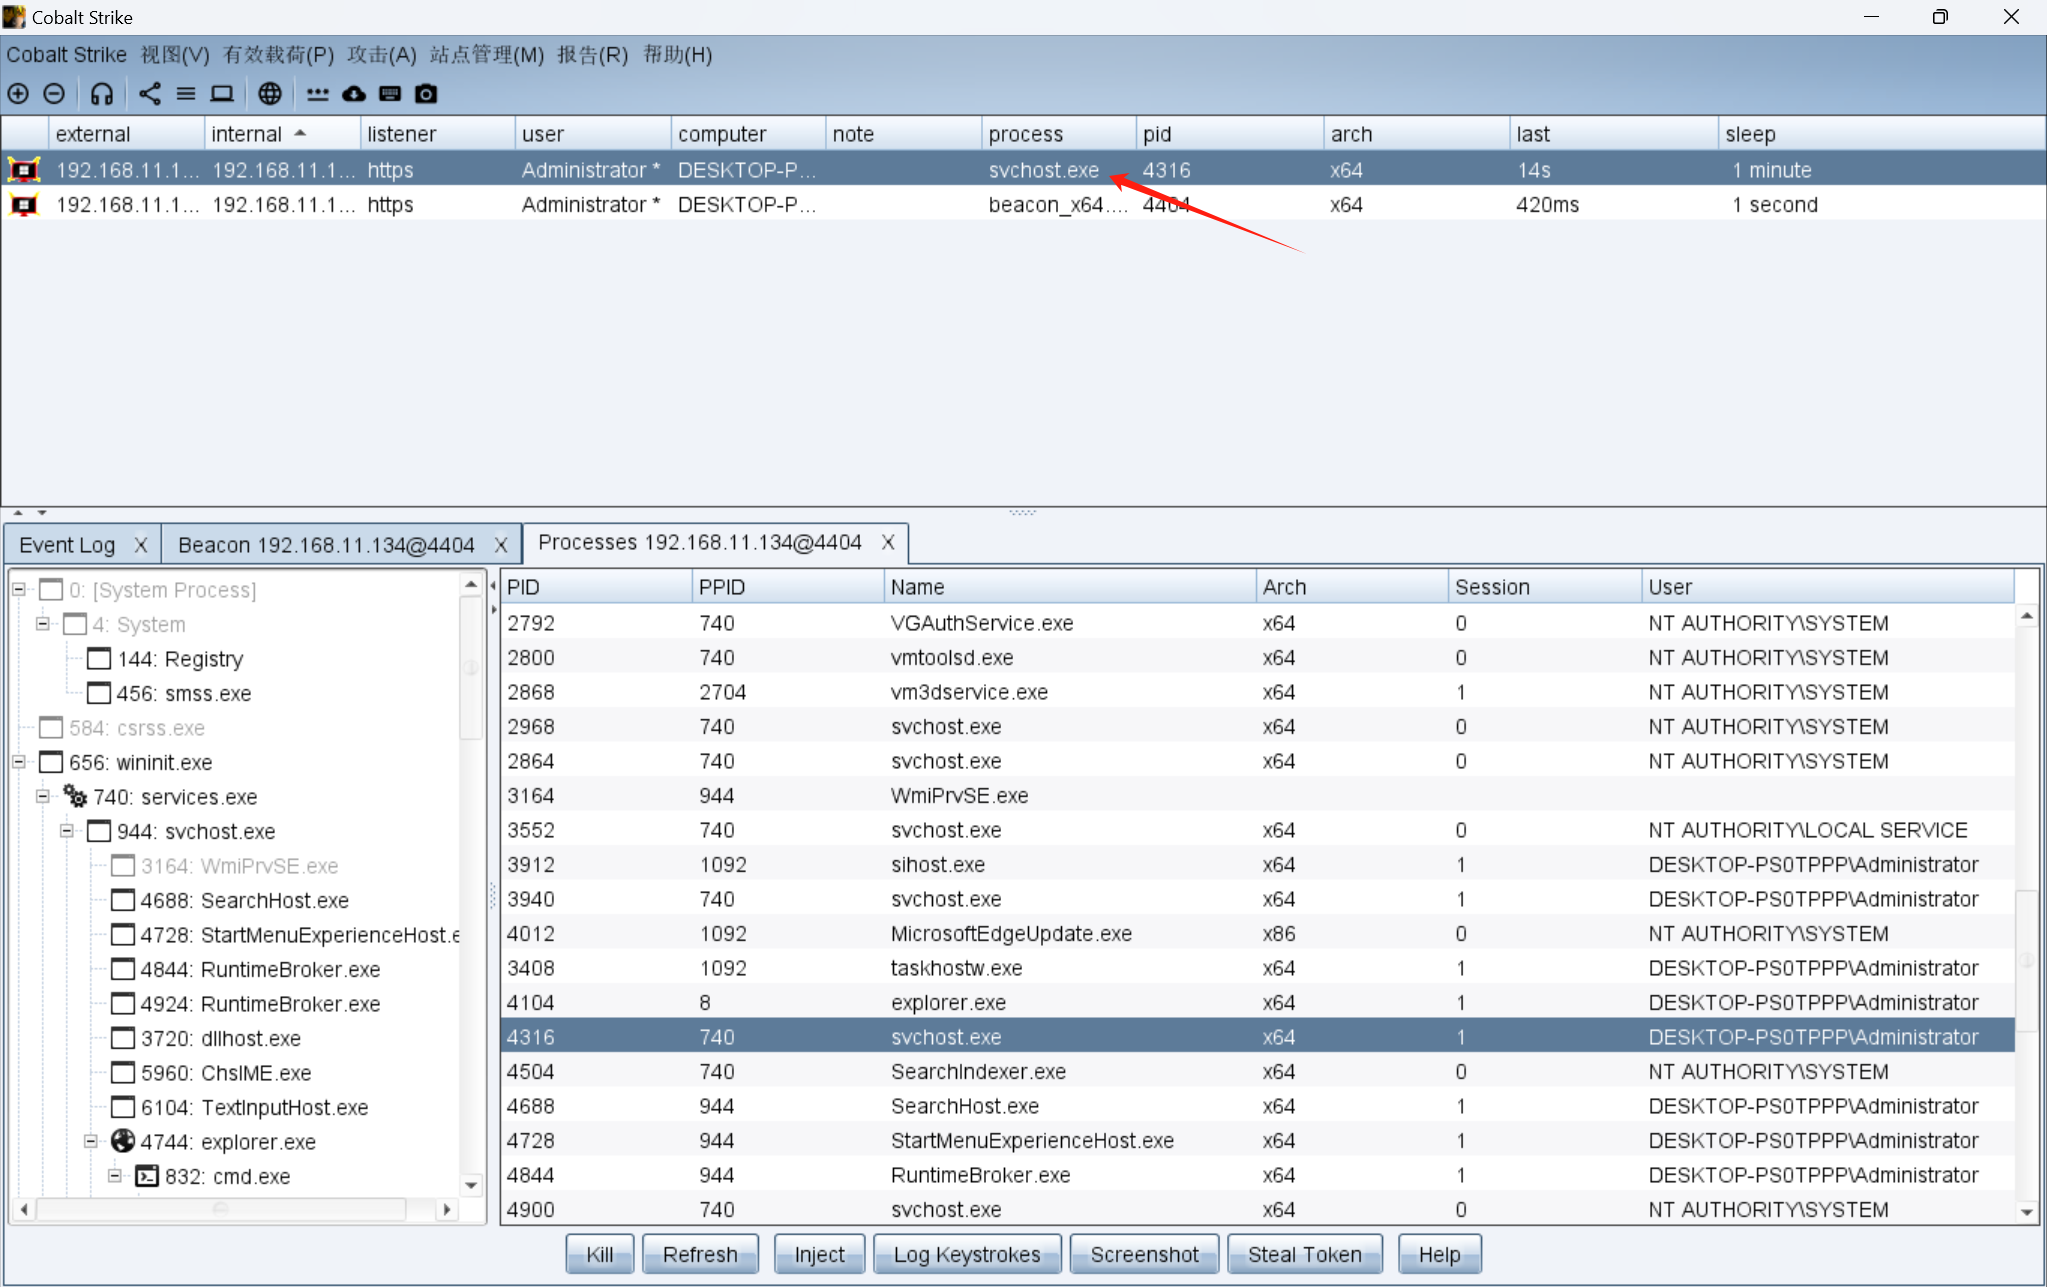 Cobalt Strike
Cobalt Strike 视图(V) 有效载荷(P) 攻击(A) 站点管理(M) 报告(R) 帮助(H)
external internal listener user computer note process pid arch last sleep
192.168.11.1... 192.168.11.1... https Administrator * DESKTOP-P... svchost.exe 4316 x64 14s 1 minute
192.168.11.1... 192.168.11.1... https Administrator * DESKTOP-P... beacon_x64.... 4404 x64 420ms 1 second
Event Log X Beacon 192.168.11.134@4404 X Processes 192.168.11.134@4404 X
0: [System Process]
4: System
144: Registry
456: smss.exe
584: csrss.exe
656: wininit.exe
740: services.exe
944: svchost.exe
3164: WmiPrvSE.exe
4688: SearchHost.exe
4728: StartMenuExperienceHost.e
4844: RuntimeBroker.exe
4924: RuntimeBroker.exe
3720: dllhost.exe
5960: ChsIME.exe
6104: TextInputHost.exe
4744: explorer.exe
832: cmd.exe
PID PPID Name Arch Session User
2792 740 VGAuthService.exe x64 0 NT AUTHORITY\SYSTEM
2800 740 vmtoolsd.exe x64 0 NT AUTHORITY\SYSTEM
2868 2704 vm3dservice.exe x64 1 NT AUTHORITY\SYSTEM
2968 740 svchost.exe x64 0 NT AUTHORITY\SYSTEM
2864 740 svchost.exe x64 0 NT AUTHORITY\SYSTEM
3164 944 WmiPrvSE.exe
3552 740 svchost.exe x64 0 NT AUTHORITY\LOCAL SERVICE
3912 1092 sihost.exe x64 1 DESKTOP-PS0TPPP\Administrator
3940 740 svchost.exe x64 1 DESKTOP-PS0TPPP\Administrator
4012 1092 MicrosoftEdgeUpdate.exe x86 0 NT AUTHORITY\SYSTEM
3408 1092 taskhostw.exe x64 1 DESKTOP-PS0TPPP\Administrator
4104 8 explorer.exe x64 1 DESKTOP-PS0TPPP\Administrator
4316 740 svchost.exe x64 1 DESKTOP-PS0TPPP\Administrator
4504 740 SearchIndexer.exe x64 0 NT AUTHORITY\SYSTEM
4688 944 SearchHost.exe x64 1 DESKTOP-PS0TPPP\Administrator
4728 944 StartMenuExperienceHost.exe x64 1 DESKTOP-PS0TPPP\Administrator
4844 944 RuntimeBroker.exe x64 1 DESKTOP-PS0TPPP\Administrator
4900 740 svchost.exe x64 0 NT AUTHORITY\SYSTEM
Kill Refresh Inject Log Keystrokes Screenshot Steal Token Help